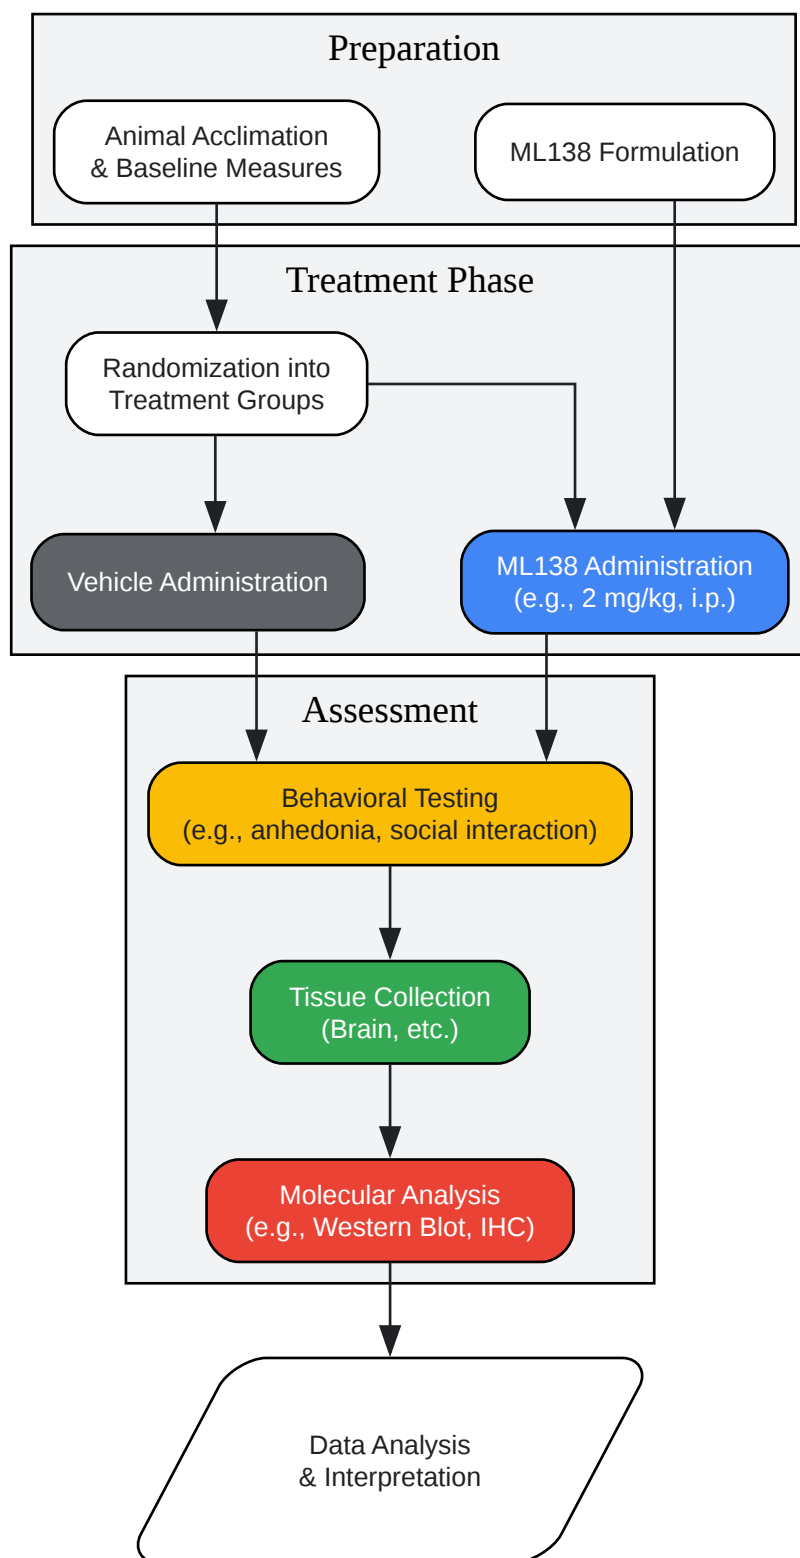 Preparation
Animal Acclimation
& Baseline Measures
ML138 Formulation
Treatment Phase
Randomization into
Treatment Groups
Vehicle Administration
ML138 Administration
(e.g., 2 mg/kg, i.p.)
Assessment
Behavioral Testing
(e.g., anhedonia, social interaction)
Tissue Collection
(Brain, etc.)
Molecular Analysis
(e.g., Western Blot, IHC)
Data Analysis
& Interpretation